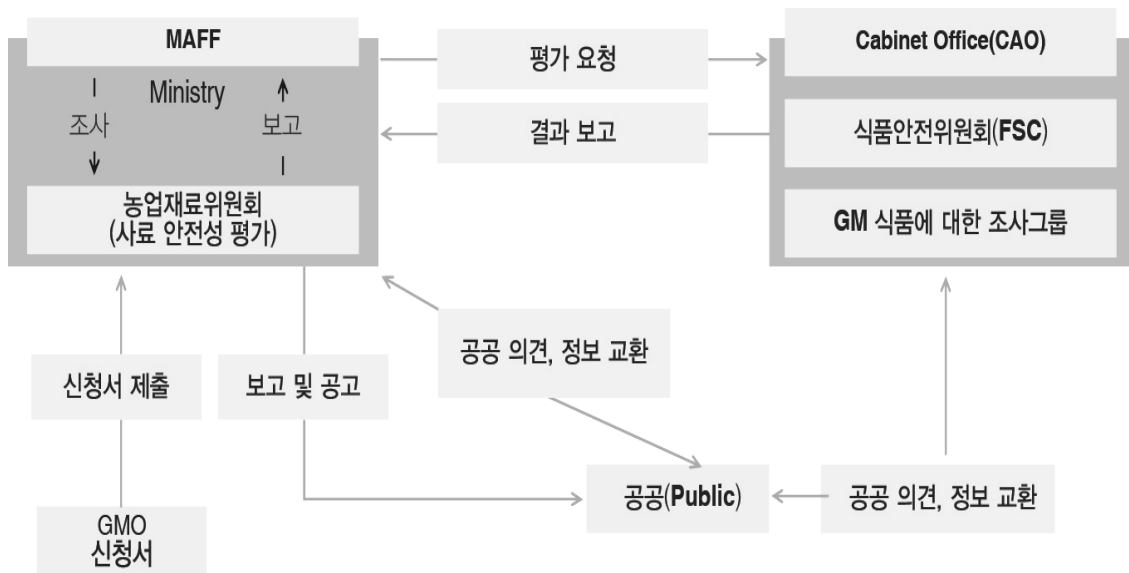 MAFF
Ministry
조사
보고
농업재료위원회
(사료 안전성 평가)
평가 요청
결과 보고
Cabinet Office(CAO)
식품안전위원회(FSC)
GM 식품에 대한 조사그룹
공공 의견, 정보 교환
신청서 제출
보고 및 공고
공공(Public)
공공 의견, 정보 교환
GMO
신청서